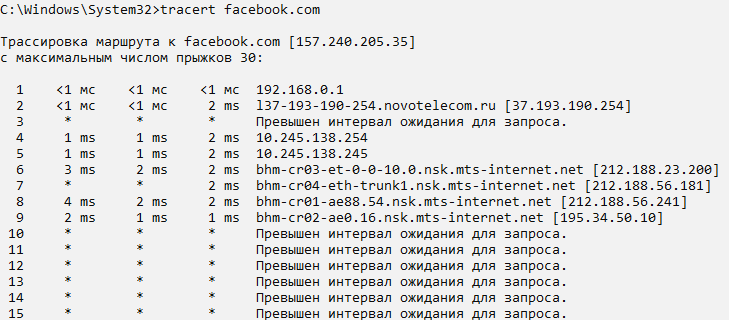 C:\Windows\System32>tracert facebook.com
Трассировка маршрута к facebook.com [157.240.205.35]
с максимальным числом прыжков 30:
1 <1 мс <1 мс <1 мс 192.168.0.1
2 <1 мс <1 мс 2 ms l37-193-190-254.novotelecom.ru [37.193.190.254]
3 * * * Превышен интервал ожидания для запроса.
4 1 ms 1 ms 2 ms 10.245.138.254
5 1 ms 1 ms 2 ms 10.245.138.245
6 3 ms 2 ms 2 ms bhm-cr03-et-0-0-10.0.nsk.mts-internet.net [212.188.23.200]
7 * * 2 ms bhm-cr04-eth-trunk1.nsk.mts-internet.net [212.188.56.181]
8 4 ms 2 ms 2 ms bhm-cr01-ae88.54.nsk.mts-internet.net [212.188.56.241]
9 2 ms 1 ms 1 ms bhm-cr02-ae0.16.nsk.mts-internet.net [195.34.50.10]
10 * * * Превышен интервал ожидания для запроса.
11 * * * Превышен интервал ожидания для запроса.
12 * * * Превышен интервал ожидания для запроса.
13 * * * Превышен интервал ожидания для запроса.
14 * * * Превышен интервал ожидания для запроса.
15 * * * Превышен интервал ожидания для запроса.